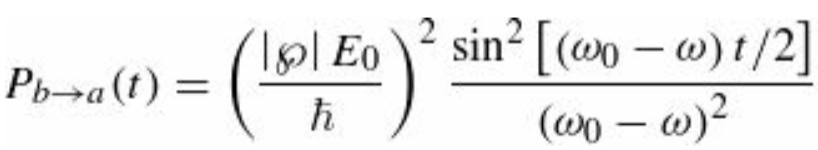 P_{b→a}(t) = (|℘| E_0 / ħ)^2 sin^2 [(ω_0 − ω) t/2] / (ω_0 − ω)^2